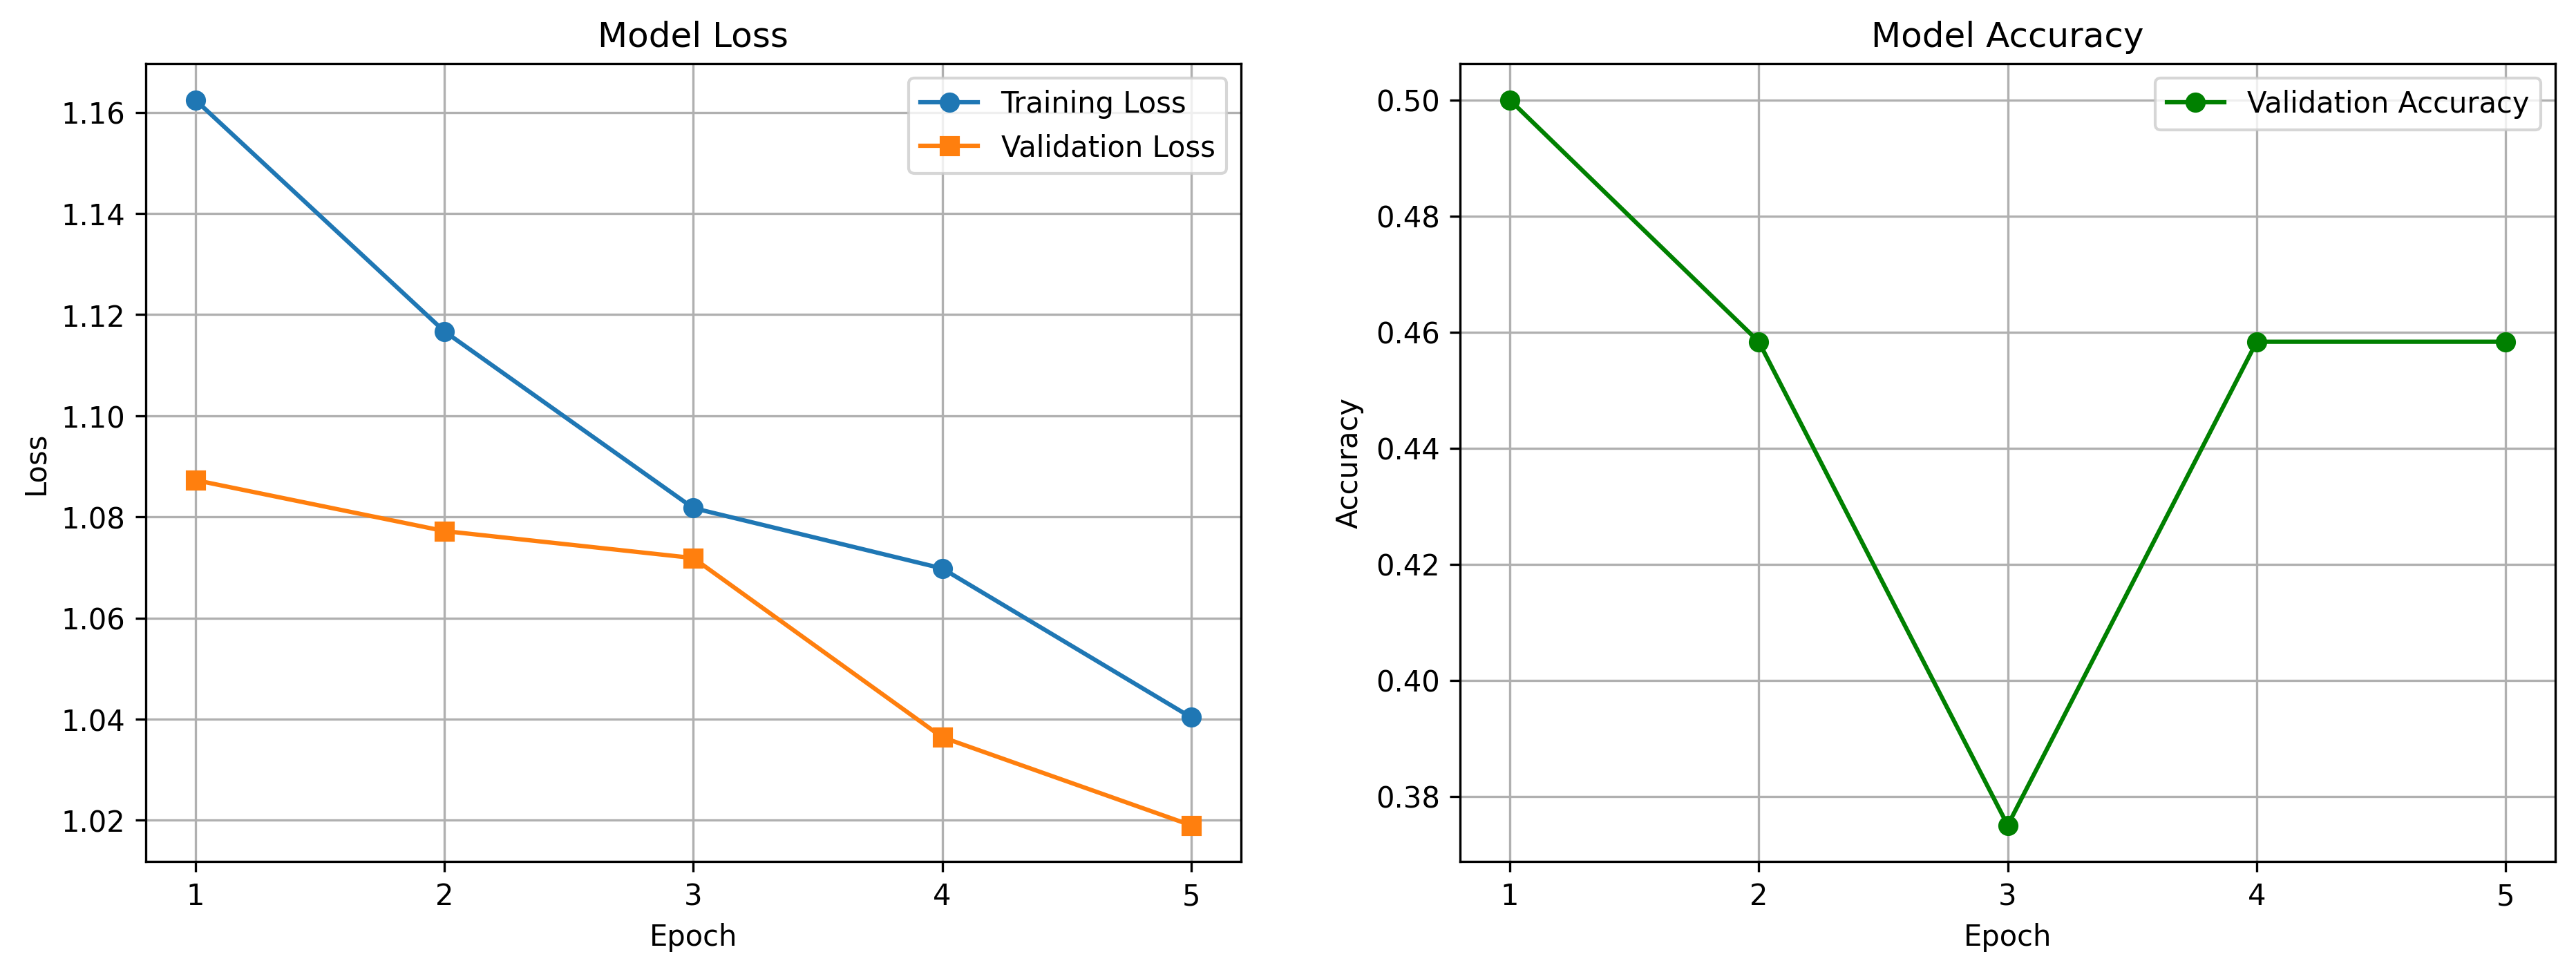 Model Loss
Training Loss
Validation Loss
1.16
1.14
1.12
1.10
1.08
1.06
1.04
1.02
Loss
1 2 3 4 5
Epoch
Model Accuracy
Validation Accuracy
0.50
0.48
0.46
0.44
0.42
0.40
0.38
Accuracy
1 2 3 4 5
Epoch